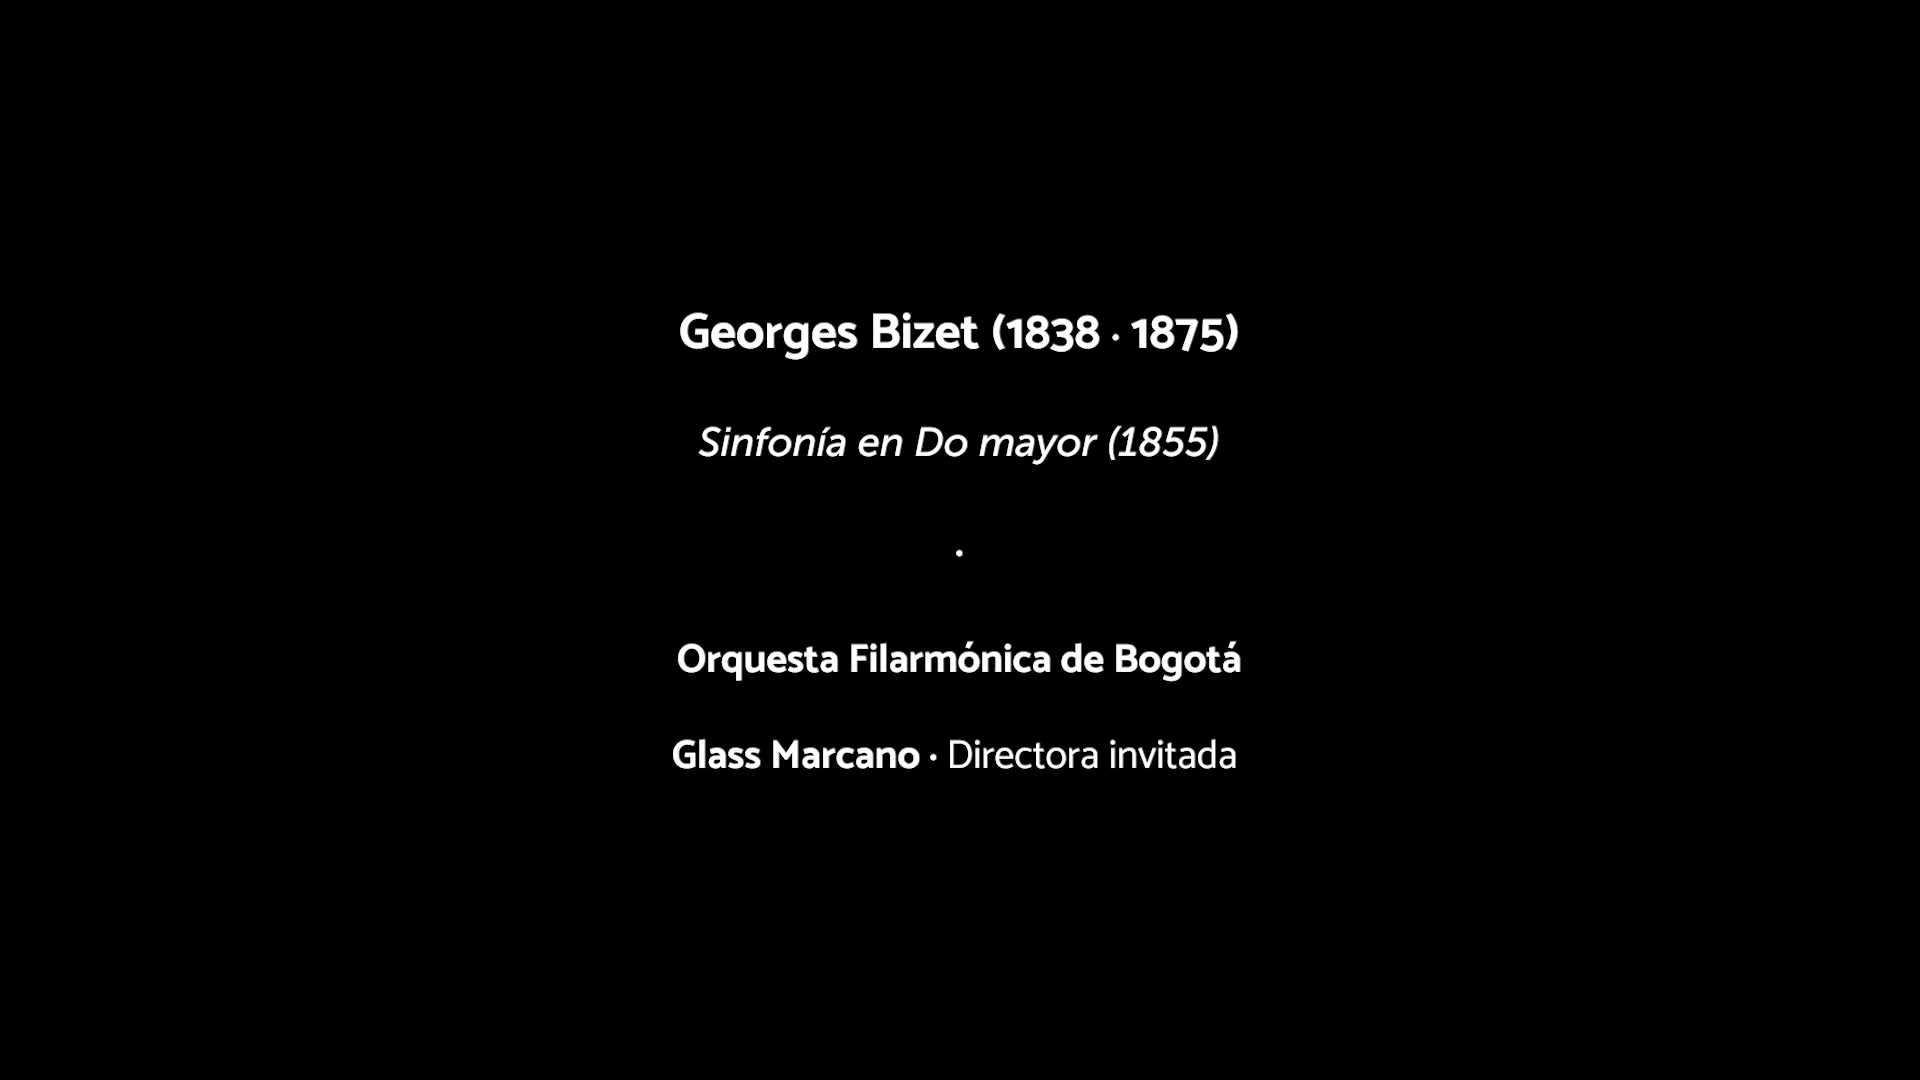 Georges Bizet (1838 · 1875)
Sinfonía en Do mayor (1855)
·
Orquesta Filarmónica de Bogotá
Glass Marcano · Directora invitada